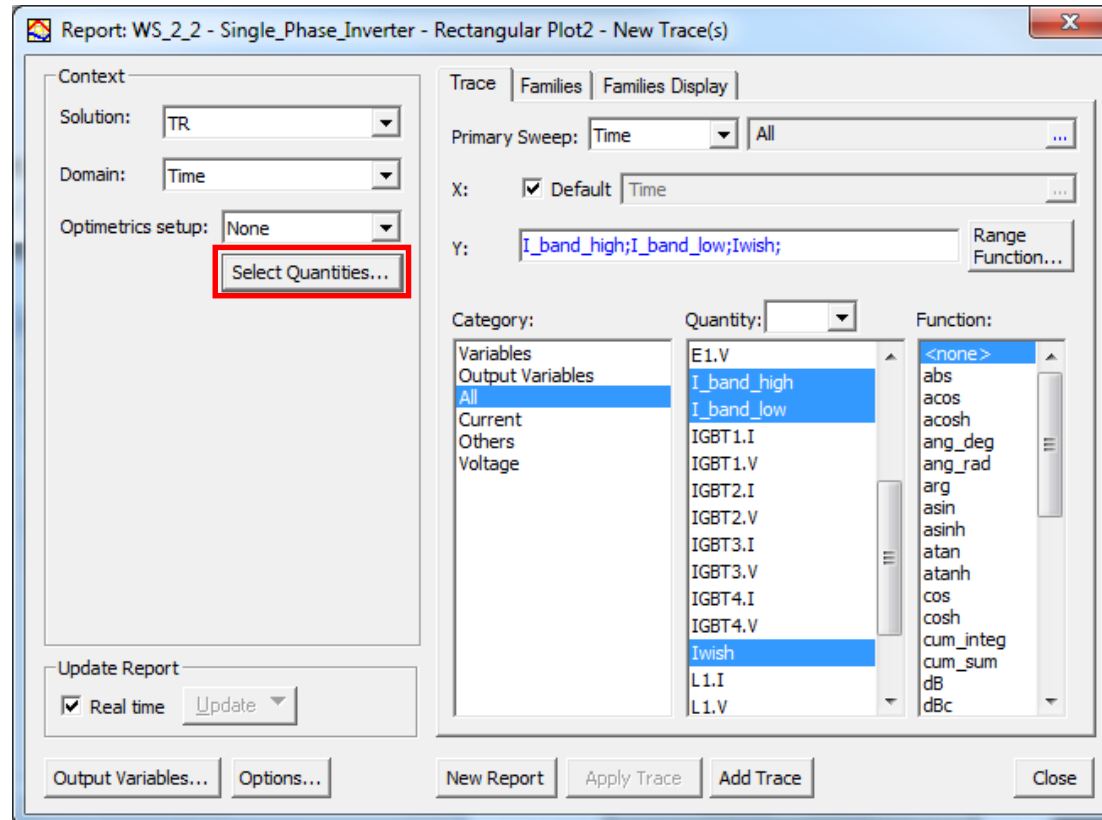 Report: WS_2_2 - Single_Phase_Inverter - Rectangular Plot2 - New Trace(s)
Context
Solution: TR
Domain: Time
Optimetrics setup: None
Select Quantities...
Update Report
Real time Update
Output Variables... Options...
Trace Families Families Display
Primary Sweep: Time All ...
X: Default Time ...
Y: I_band_high;I_band_low;Iwish; Range
Function...
Category:
Variables
Output Variables
All
Current
Others
Voltage
Quantity:
E1.V
I_band_high
I_band_low
IGBT1.I
IGBT1.V
IGBT2.I
IGBT2.V
IGBT3.I
IGBT3.V
IGBT4.I
IGBT4.V
Iwish
L1.I
L1.V
Function:
<none>
abs
acos
acosh
ang_deg
ang_rad
arg
asin
asinh
atan
atanh
cos
cosh
cum_integ
cum_sum
dB
dBc
New Report Apply Trace Add Trace Close